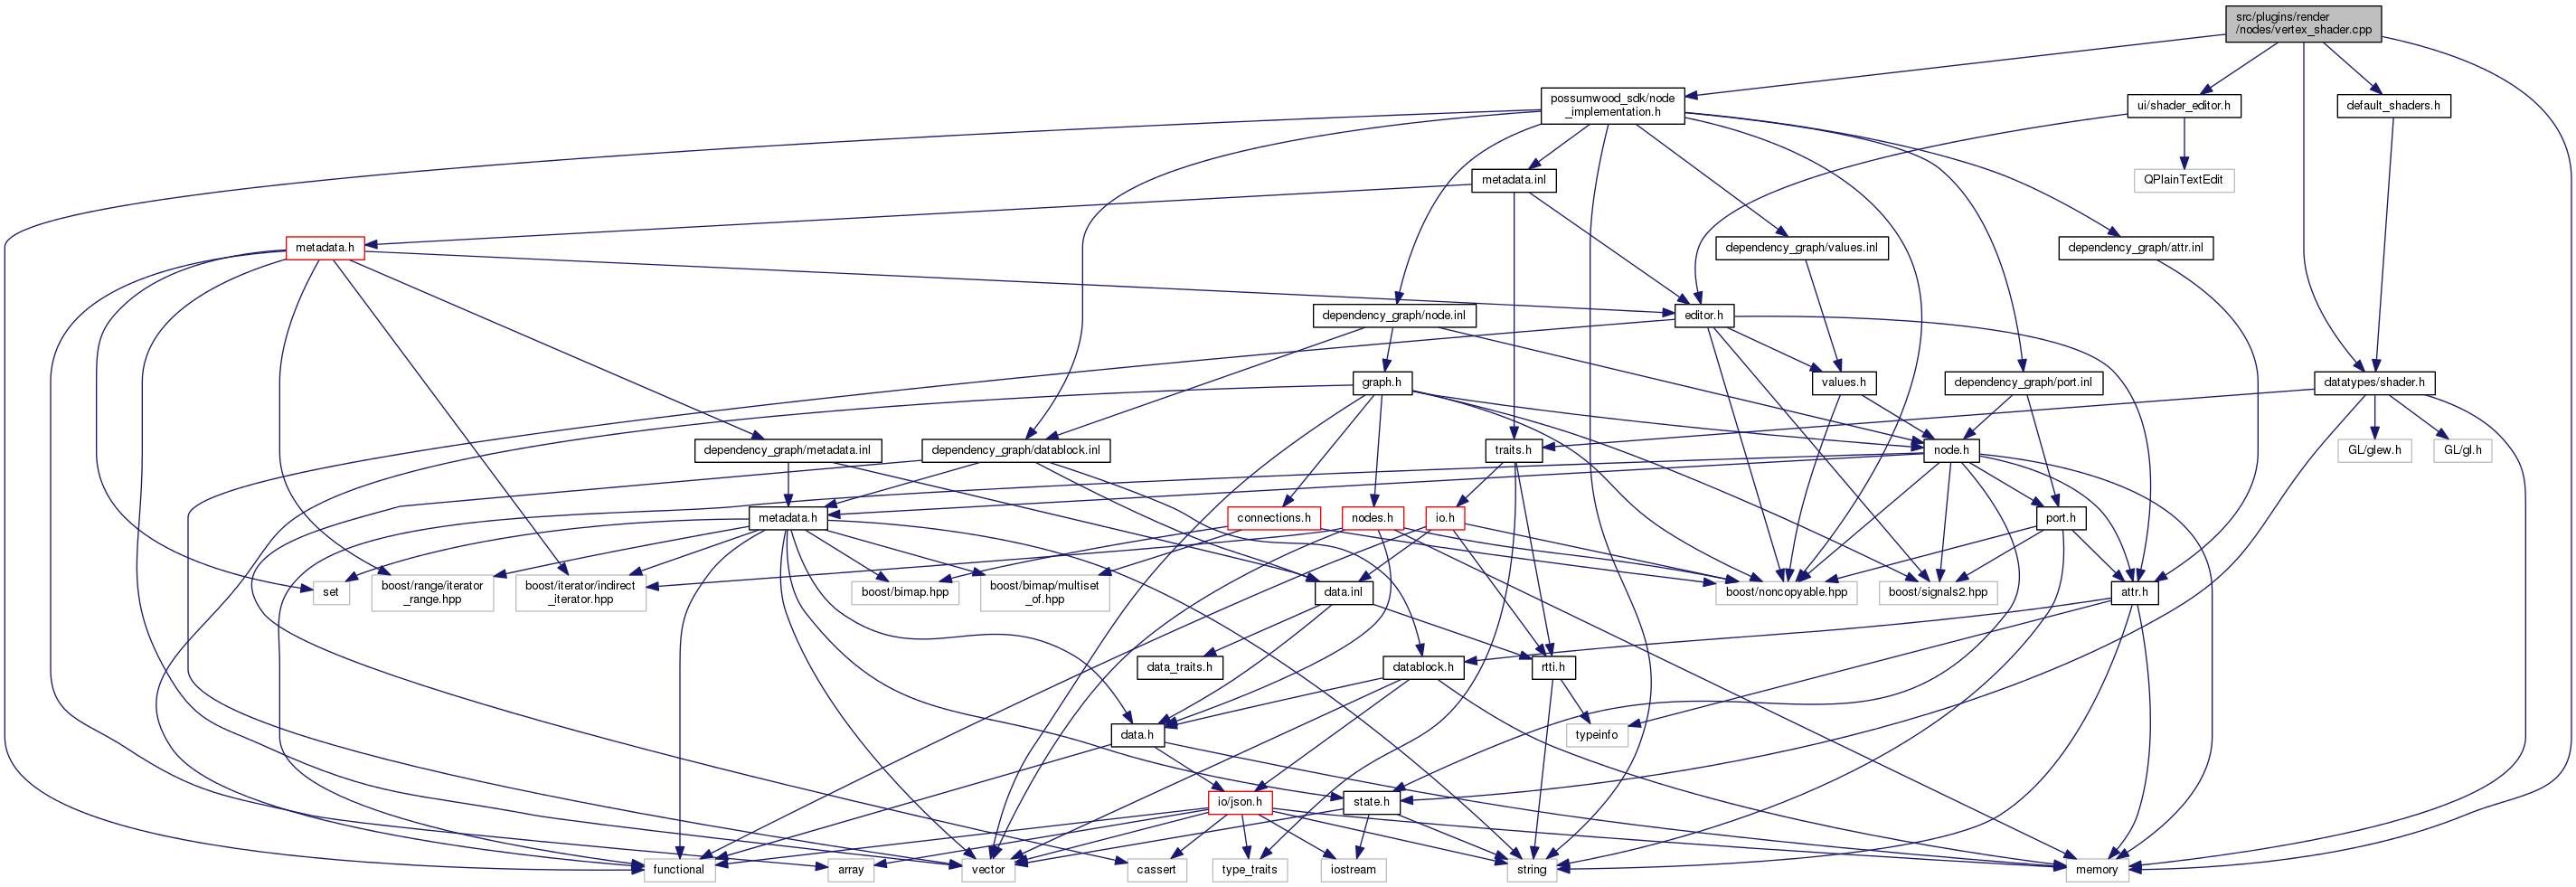 src/plugins/render
/nodes/vertex_shader.cpp
possumwood_sdk/node
_implementation.h
ui/shader_editor.h
default_shaders.h
metadata.inl
QPlainTextEdit
metadata.h
dependency_graph/values.inl
dependency_graph/attr.inl
dependency_graph/node.inl
editor.h
graph.h
values.h
dependency_graph/port.inl
datatypes/shader.h
dependency_graph/metadata.inl
dependency_graph/datablock.inl
traits.h
node.h
GL/glew.h
GL/gl.h
metadata.h
connections.h
nodes.h
io.h
port.h
set
boost/range/iterator
_range.hpp
boost/iterator/indirect
_iterator.hpp
boost/bimap.hpp
boost/bimap/multiset
_of.hpp
data.inl
boost/noncopyable.hpp
boost/signals2.hpp
attr.h
data_traits.h
datablock.h
rtti.h
data.h
typeinfo
io/json.h
state.h
functional
array
vector
cassert
type_traits
iostream
string
memory